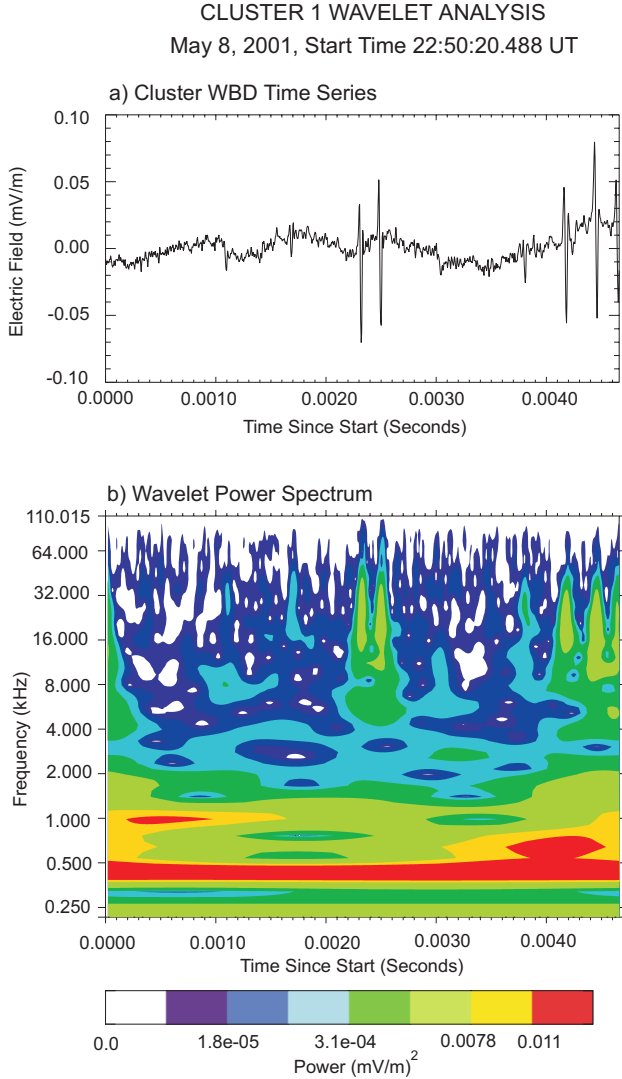 CLUSTER 1 WAVELET ANALYSIS
May 8, 2001, Start Time 22:50:20.488 UT
a) Cluster WBD Time Series
0.10
0.05
0.00
-0.05
-0.10
Electric Field (mV/m)
0.0000 0.0010 0.0020 0.0030 0.0040
Time Since Start (Seconds)
b) Wavelet Power Spectrum
110.015
64.000
32.000
16.000
8.000
4.000
2.000
1.000
0.500
0.250
Frequency (kHz)
0.0000 0.0010 0.0020 0.0030 0.0040
Time Since Start (Seconds)
0.0 1.8e-05 3.1e-04 0.0078 0.011
Power (mV/m)²